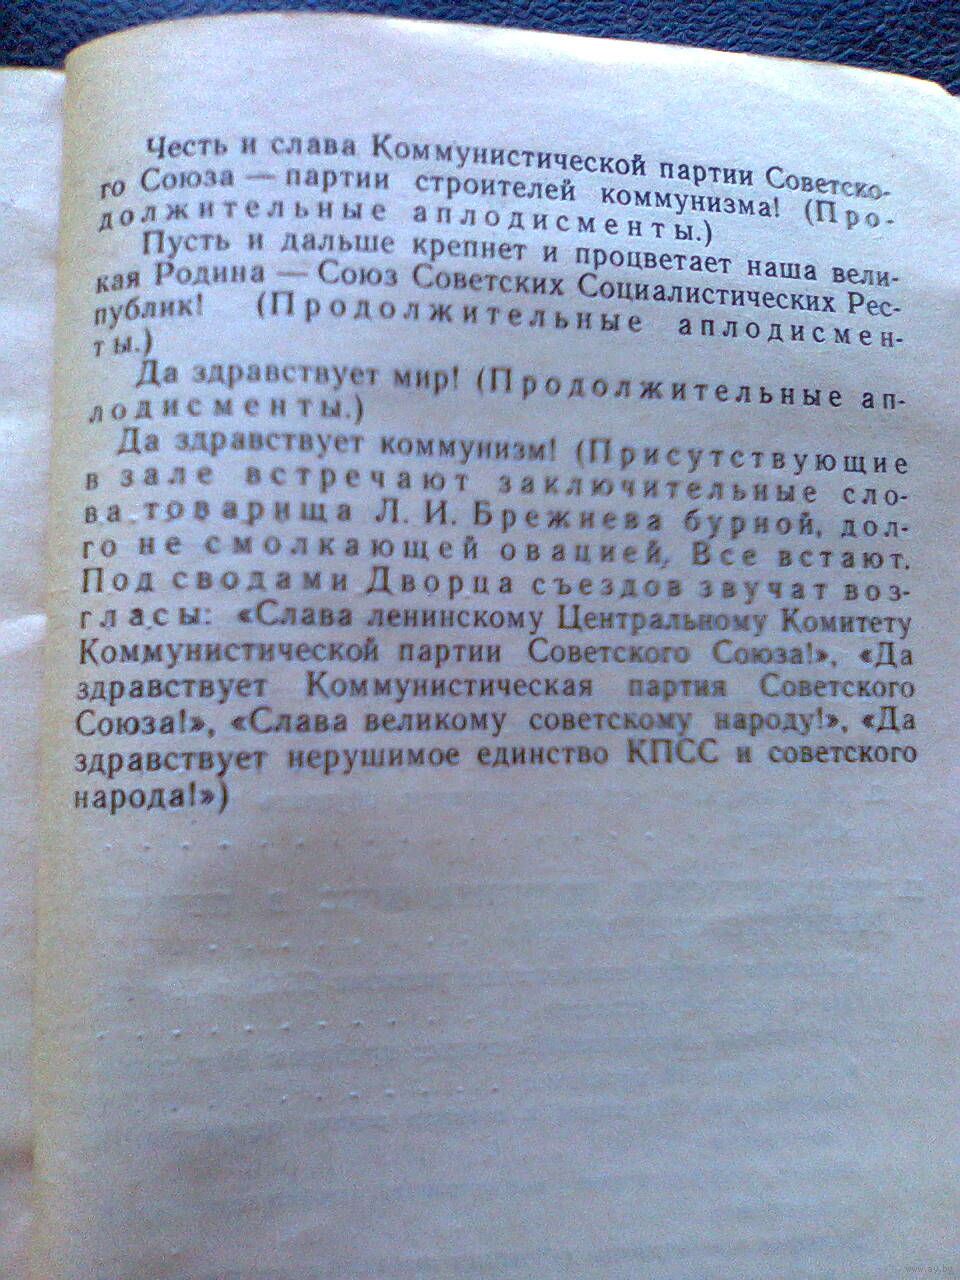 Честь и слава Коммунистической партии Советско-
го Союза — партии строителей коммунизма! (Про-
должительные аплодисменты.)
Пусть и дальше крепнет и процветает наша вели-
кая Родина — Союз Советских Социалистических Рес-
публик! (Продолжительные аплодисмен-
ты.)
Да здравствует мир! (Продолжительные ап-
лодисменты.)
Да здравствует коммунизм! (Присутствующие
в зале встречают заключительные сло-
ва товарища Л. И. Брежнева бурной, дол-
го не смолкающей овацией. Все встают.
Под сводами Дворца съездов звучат воз-
гласы: «Слава ленинскому Центральному Комитету
Коммунистической партии Советского Союза!», «Да
здравствует Коммунистическая партия Советского
Союза!», «Слава великому советскому народу!», «Да
здравствует нерушимое единство КПСС и советского
народа!»)
www.ay.by